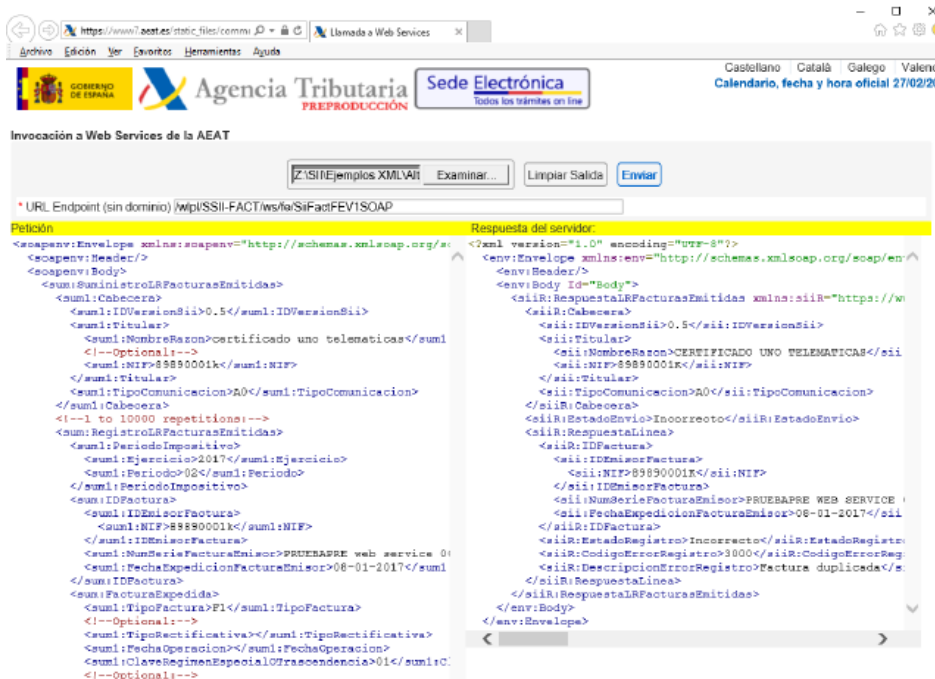 https://www7.aeat.es/static_files/commi
Llamada a Web Services
Archivo Edición Ver Favoritos Herramientas Ayuda
GOBIERNO DE ESPAÑA
Agencia Tributaria
PREPRODUCCIÓN
Sede Electrónica
Todos los trámites on line
Castellano Català Galego Valenc
Calendario, fecha y hora oficial 27/02/20
Invocación a Web Services de la AEAT
Z:\SII\Ejemplos XML\Alt Examinar... Limpiar Salida Enviar
* URL Endpoint (sin dominio) /wlpl/SSII-FACT/ws/fe/SiiFactFEV1SOAP
Petición
<soapenv:Envelope xmlns:soapenv="http://schemas.xmlsoap.org/so
<soapenv:Header/>
<soapenv:Body>
<sum:SuministroLRFacturasEmitidas>
<sum1:Cabecera>
<sum1:IDVersionSii>0.5</sum1:IDVersionSii>
<sum1:Titular>
<sum1:NombreRazon>certificado uno telematicas</sum1
<!--Optional:-->
<sum1:NIF>89890001k</sum1:NIF>
</sum1:Titular>
<sum1:TipoComunicacion>A0</sum1:TipoComunicacion>
</sum1:Cabecera>
<!--1 to 10000 repetitions:-->
<sum:RegistroLRFacturasEmitidas>
<sum1:PeriodoImpositivo>
<sum1:Ejercicio>2017</sum1:Ejercicio>
<sum1:Periodo>02</sum1:Periodo>
</sum1:PeriodoImpositivo>
<sum:IDFactura>
<sum1:IDEmisorFactura>
<sum1:NIF>89890001k</sum1:NIF>
</sum1:IDEmisorFactura>
<sum1:NumSerieFacturaEmisor>PRUEBAPRE web service 00
<sum1:FechaExpedicionFacturaEmisor>08-01-2017</sum1
</sum:IDFactura>
<sum:FacturaExpedida>
<sum1:TipoFactura>F1</sum1:TipoFactura>
<!--Optional:-->
<sum1:TipoRectificativa></sum1:TipoRectificativa>
<sum1:FechaOperacion></sum1:FechaOperacion>
<sum1:ClaveRegimenEspecialOTrascendencia>01</sum1:C
<!--Optional:-->
Respuesta del servidor:
<?xml version="1.0" encoding="UTF-8"?>
<env:Envelope xmlns:env="http://schemas.xmlsoap.org/soap/en
<env:Header/>
<env:Body Id="Body">
<siiR:RespuestaLRFacturasEmitidas xmlns:siiR="https://w
<siiR:Cabecera>
<sii:IDVersionSii>0.5</sii:IDVersionSii>
<sii:Titular>
<sii:NombreRazon>CERTIFICADO UNO TELEMATICAS</sii
<sii:NIF>89890001K</sii:NIF>
</sii:Titular>
<sii:TipoComunicacion>A0</sii:TipoComunicacion>
</siiR:Cabecera>
<siiR:EstadoEnvio>Incorrecto</siiR:EstadoEnvio>
<siiR:RespuestaLinea>
<siiR:IDFactura>
<sii:IDEmisorFactura>
<sii:NIF>89890001K</sii:NIF>
</sii:IDEmisorFactura>
<sii:NumSerieFacturaEmisor>PRUEBAPRE WEB SERVICE
<sii:FechaExpedicionFacturaEmisor>08-01-2017</sii
</siiR:IDFactura>
<siiR:EstadoRegistro>Incorrecto</siiR:EstadoRegistr
<siiR:CodigoErrorRegistro>3000</siiR:CodigoErrorReg
<siiR:DescripcionErrorRegistro>Factura duplicada</s
</siiR:RespuestaLinea>
</siiR:RespuestaLRFacturasEmitidas>
</env:Body>
</env:Envelope>